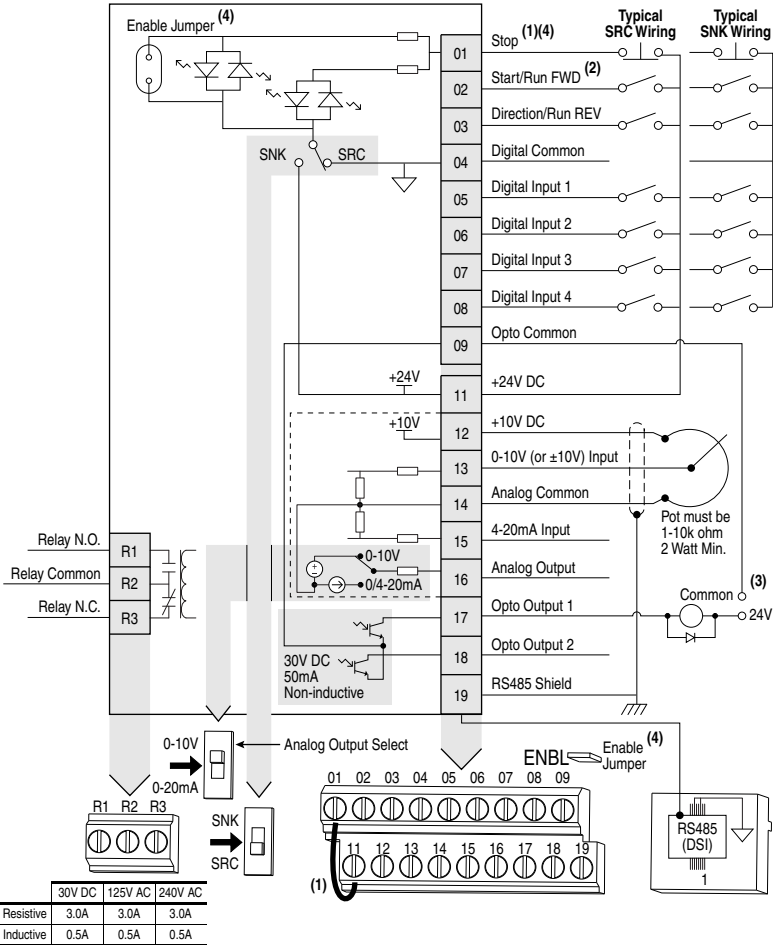 Enable Jumper (4)
Stop (1)(4)
Typical
SRC Wiring
Typical
SNK Wiring
01
02
Start/Run FWD (2)
03
Direction/Run REV
SNK
SRC
04
Digital Common
05
Digital Input 1
06
Digital Input 2
07
Digital Input 3
08
Digital Input 4
09
Opto Common
+24V
11
+24V DC
+10V
12
+10V DC
13
0-10V (or ±10V) Input
14
Analog Common
Pot must be
1-10k ohm
2 Watt Min.
15
4-20mA Input
Relay N.O.
R1
Relay Common
R2
Relay N.C.
R3
+
-
0-10V
0/4-20mA
16
Analog Output
17
Opto Output 1
Common
(3)
24V
18
Opto Output 2
30V DC
50mA
Non-inductive
19
RS485 Shield
0-10V
0-20mA
Analog Output Select
ENBL
Enable
Jumper
(4)
R1 R2 R3
SNK
SRC
01 02 03 04 05 06 07 08 09
11 12 13 14 15 16 17 18 19
(1)
RS485
(DSI)
1
30V DC 125V AC 240V AC
Resistive 3.0A 3.0A 3.0A
Inductive 0.5A 0.5A 0.5A